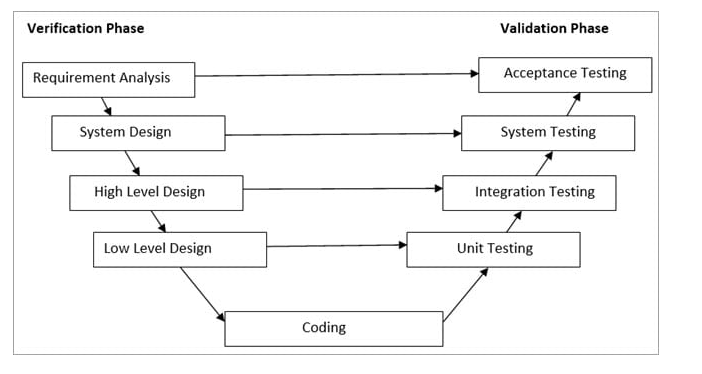 Verification Phase
Validation Phase
Requirement Analysis
Acceptance Testing
System Design
System Testing
High Level Design
Integration Testing
Low Level Design
Unit Testing
Coding